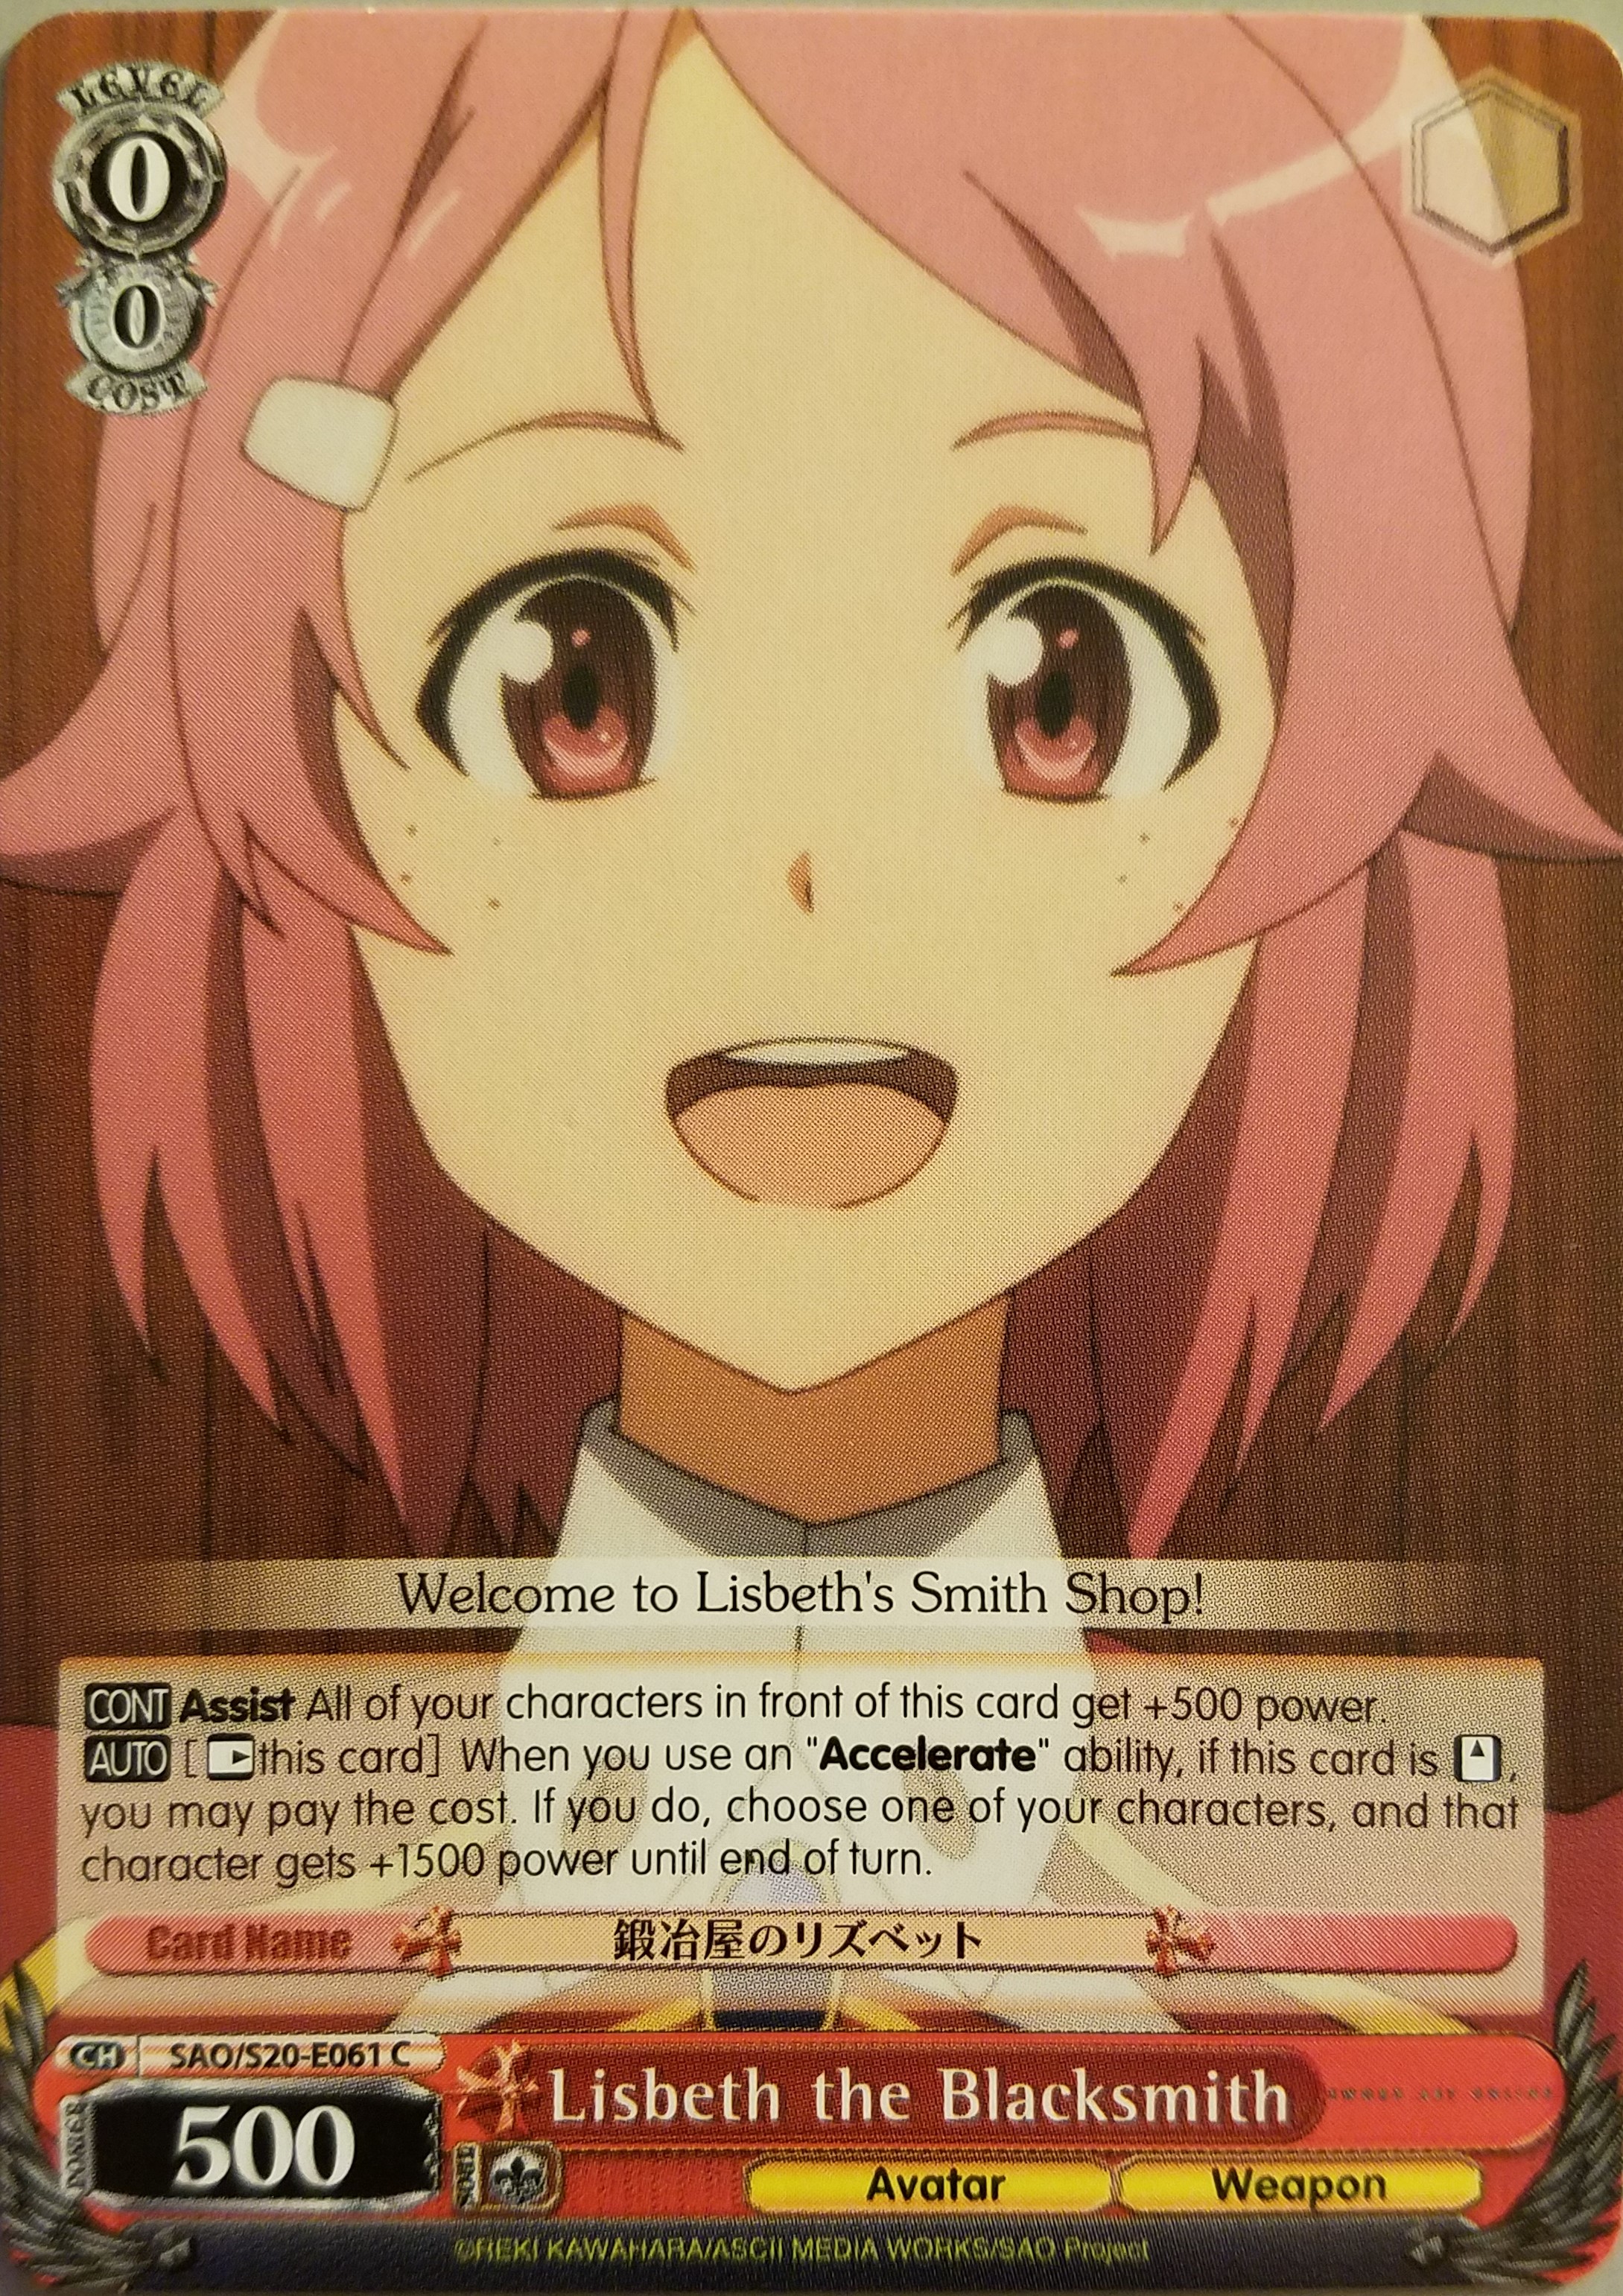 LEVEL
0
0
COST
Welcome to Lisbeth's Smith Shop!
CONT Assist All of your characters in front of this card get +500 power.
AUTO [this card] When you use an "Accelerate" ability, if this card is ,
you may pay the cost. If you do, choose one of your characters, and that
character gets +1500 power until end of turn.
Card Name 鍛冶屋のリズベット
CH SAO/S20-E061 C
Lisbeth the Blacksmith
POWER 500
Avatar Weapon
©REKI KAWAHARA/ASCII MEDIA WORKS/SAO Project